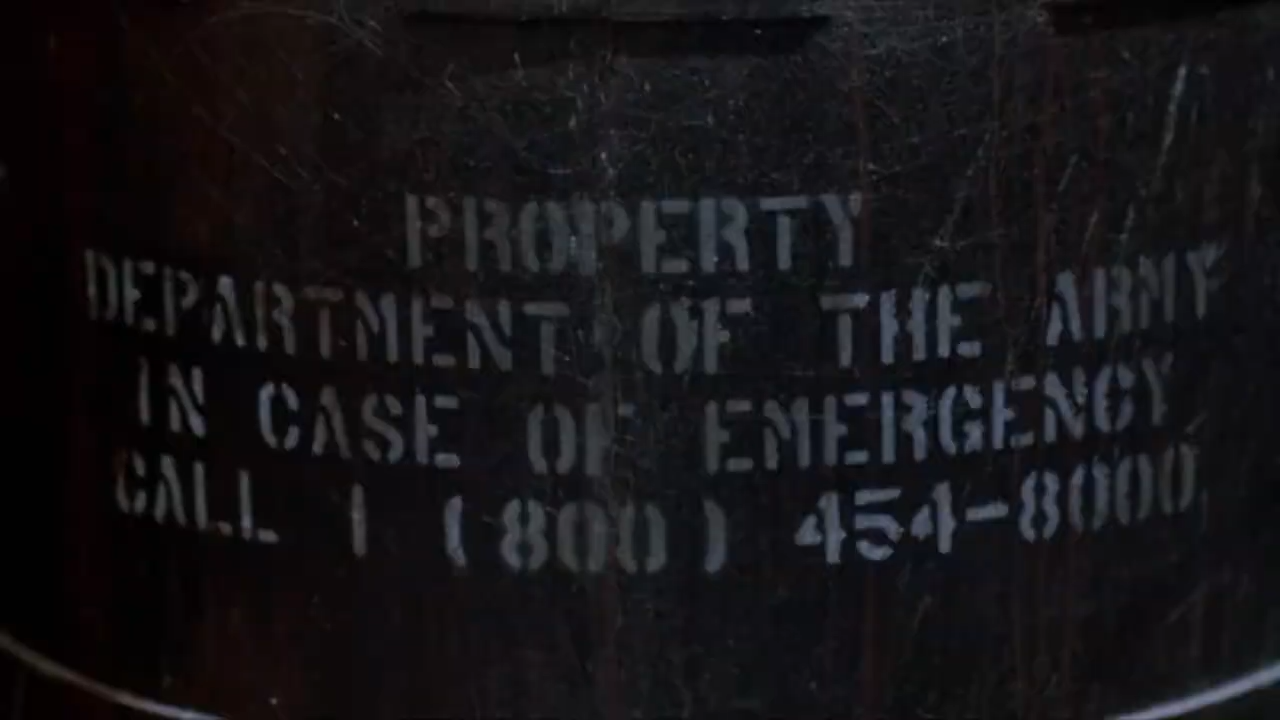 PROPERTY
DEPARTMENT OF THE ARMY
IN CASE OF EMERGENCY
CALL 1 (800) 454-8000